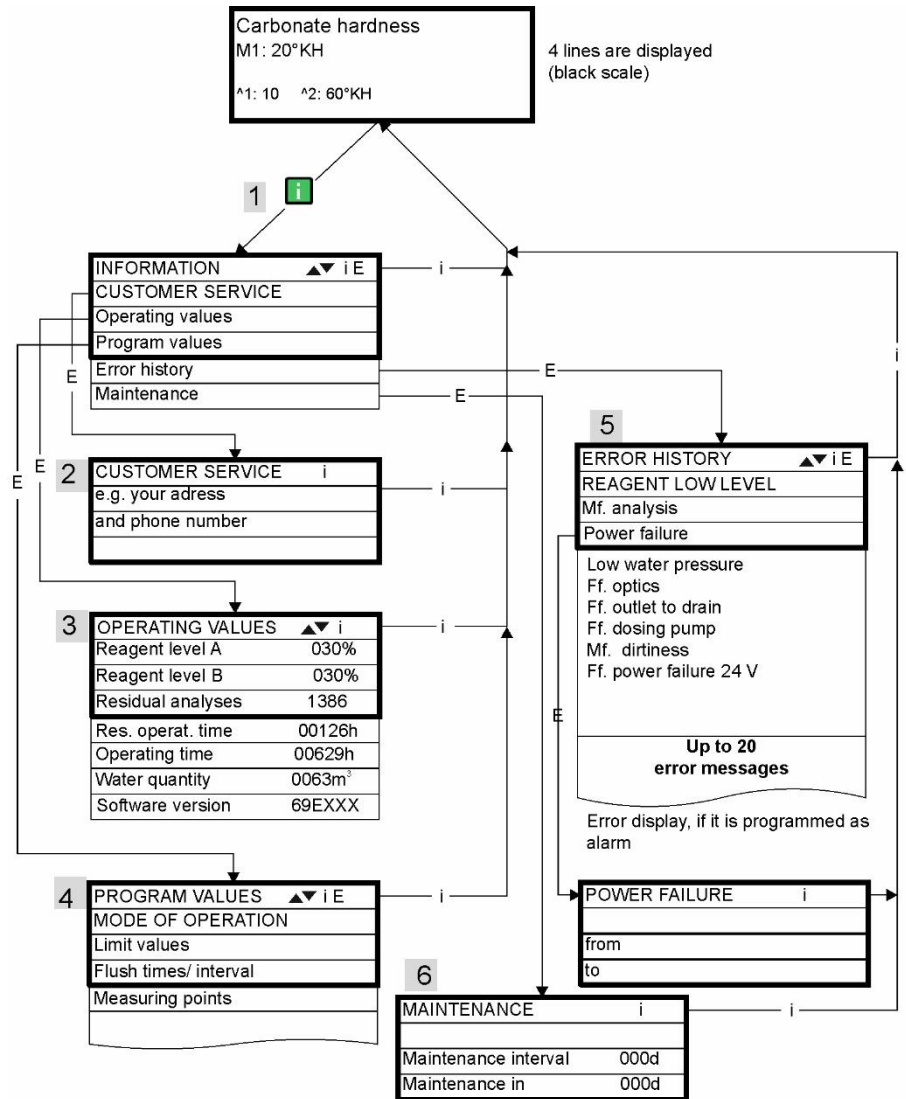 Carbonate hardness
M1: 20°KH
^1: 10 ^2: 60°KH
4 lines are displayed
(black scale)
1 i
INFORMATION ▲▼ i E
CUSTOMER SERVICE
Operating values
Program values
Error history
Maintenance
i
E
E
E
E
E
i
2
CUSTOMER SERVICE i
e.g. your adress
and phone number
i
3
OPERATING VALUES ▲▼ i
Reagent level A 030%
Reagent level B 030%
Residual analyses 1386
Res. operat. time 00126h
Operating time 00629h
Water quantity 0063m³
Software version 69EXXX
i
4
PROGRAM VALUES ▲▼ i E
MODE OF OPERATION
Limit values
Flush times/ interval
Measuring points
i
5
ERROR HISTORY ▲▼ i E
REAGENT LOW LEVEL
Mf. analysis
Power failure
Low water pressure
Ff. optics
Ff. outlet to drain
Ff. dosing pump
Mf. dirtiness
Ff. power failure 24 V
Up to 20
error messages
E
Error display, if it is programmed as
alarm
POWER FAILURE i
from
to
6
MAINTENANCE i
Maintenance interval 000d
Maintenance in 000d
i